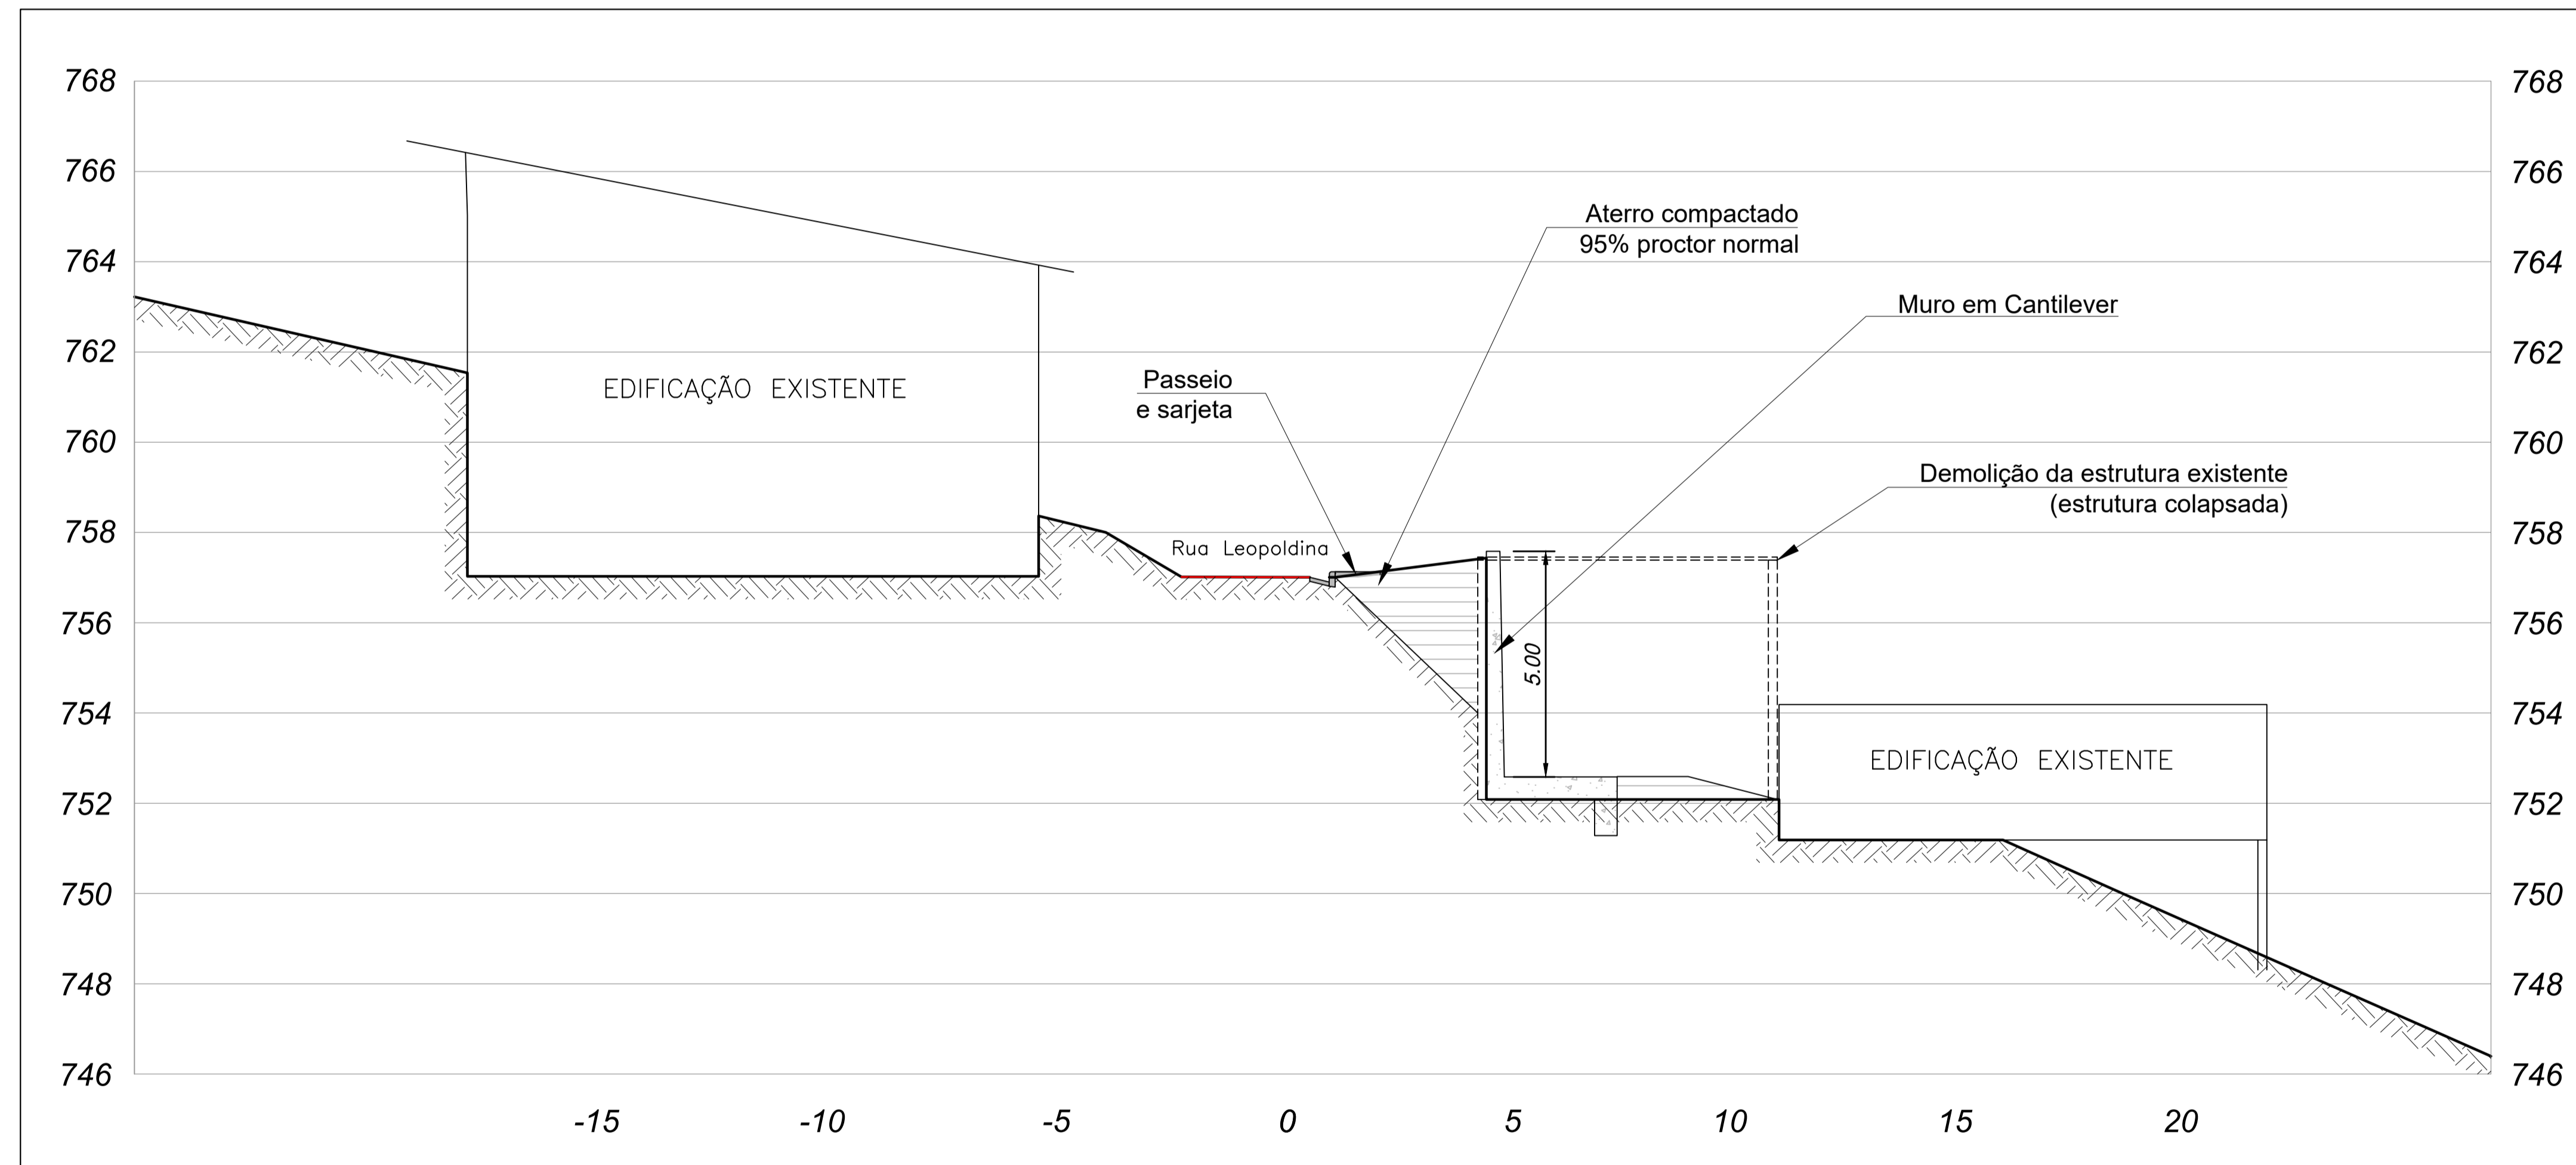 768 768
766 766
Aterro compactado
95% proctor normal
764 764
Muro em Cantilever
762 762
EDIFICAÇÃO EXISTENTE
Passeio
e sarjeta
760 760
Demolição da estrutura existente
(estrutura colapsada)
758 758
Rua Leopoldina
756 756
5.00
754 754
EDIFICAÇÃO EXISTENTE
752 752
750 750
748 748
746 746
-15 -10 -5 0 5 10 15 20